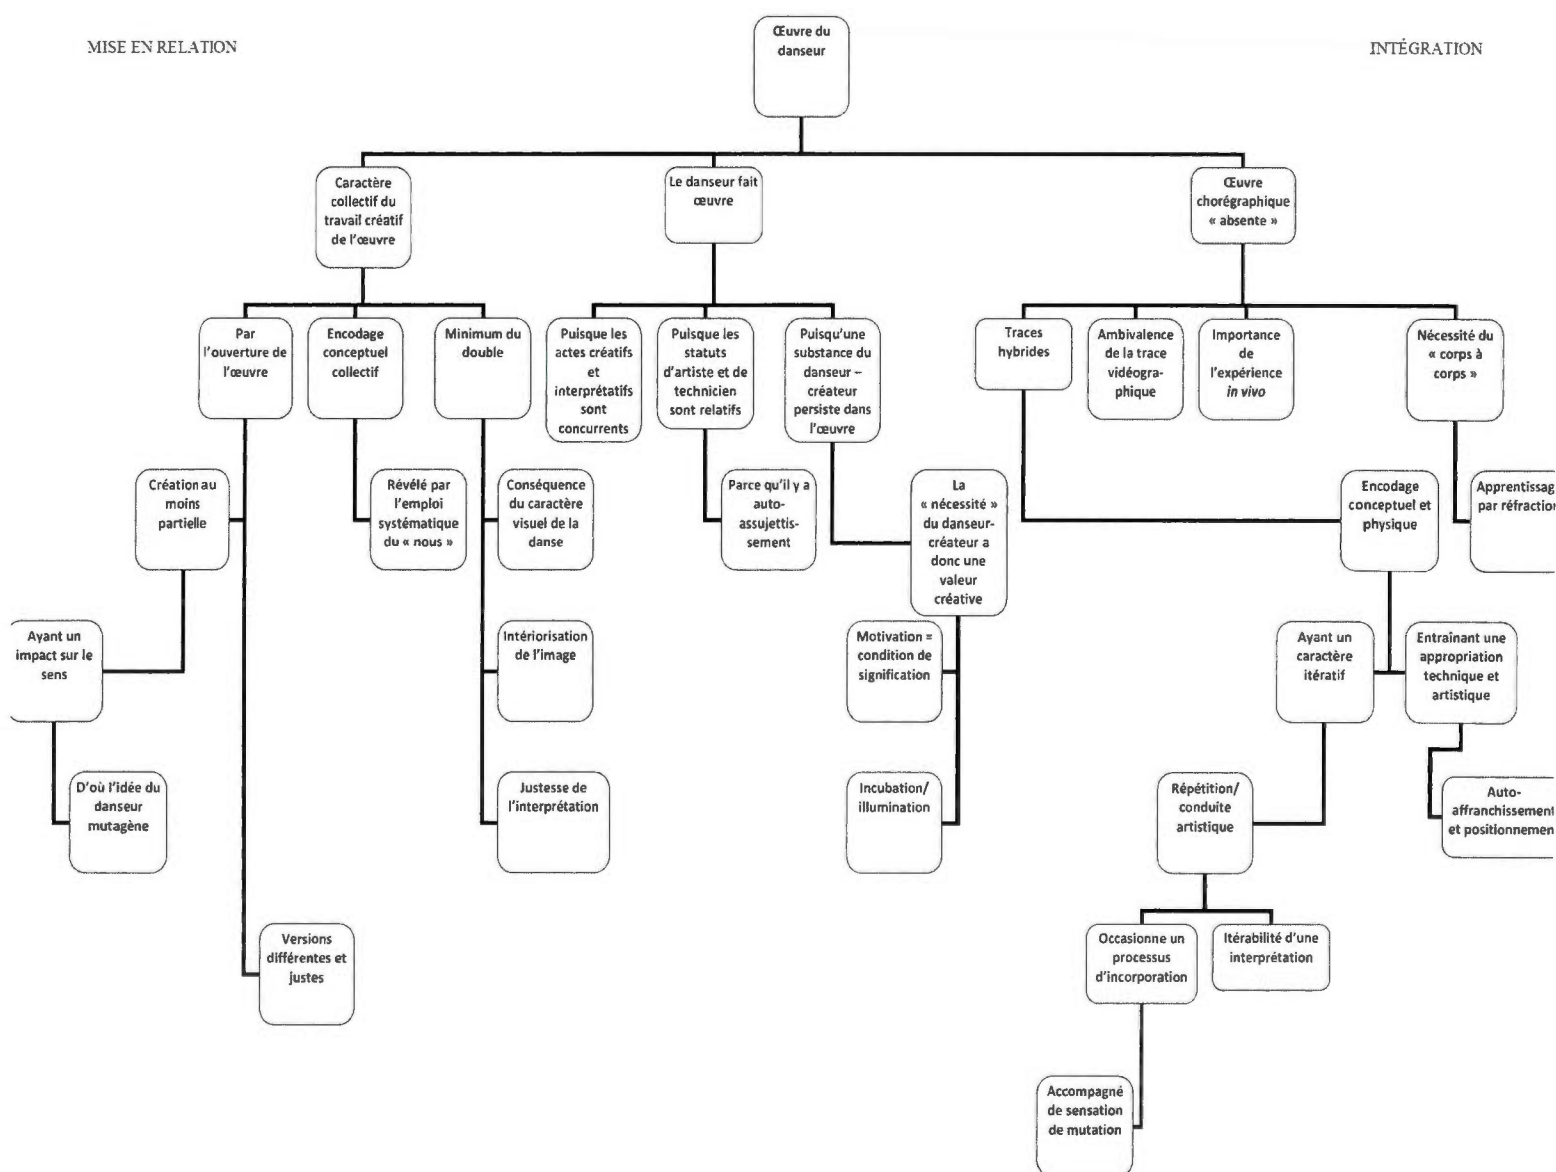 MISE EN RELATION
INTÉGRATION
Œuvre du
danseur
Caractère
collectif du
travail créatif
de l'œuvre
Le danseur fait
œuvre
Œuvre
chorégraphique
« absente »
Par
l'ouverture de
l'œuvre
Encodage
conceptuel
collectif
Minimum du
double
Puisque les
actes créatifs
et
interprétatifs
sont
concurrents
Puisque les
statuts
d'artiste et de
technicien
sont relatifs
Puisqu'une
substance du
danseur –
créateur
persiste dans
l'œuvre
Traces
hybrides
Ambivalence
de la trace
vidéogra-
phique
Importance
de
l'expérience
in vivo
Nécessité du
« corps à
corps »
Création au
moins
partielle
Révélé par
l'emploi
systématique
du « nous »
Conséquence
du caractère
visuel de la
danse
Parce qu'il y a
auto-
assujettis-
sement
La
« nécessité »
du danseur-
créateur a
donc une
valeur
créative
Encodage
conceptuel et
physique
Apprentissag
par réfraction
Ayant un
impact sur le
sens
Intériorisation
de l'image
Motivation =
condition de
signification
Ayant un
caractère
itératif
Entraînant une
appropriation
technique et
artistique
D'où l'idée du
danseur
mutagène
Justesse de
l'interprétation
Incubation/
illumination
Répétition/
conduite
artistique
Auto-
affranchissement
et positionnemen
Versions
différentes et
justes
Occasionne un
processus
d'incorporation
Itérabilité d'une
interprétation
Accompagné
de sensation
de mutation